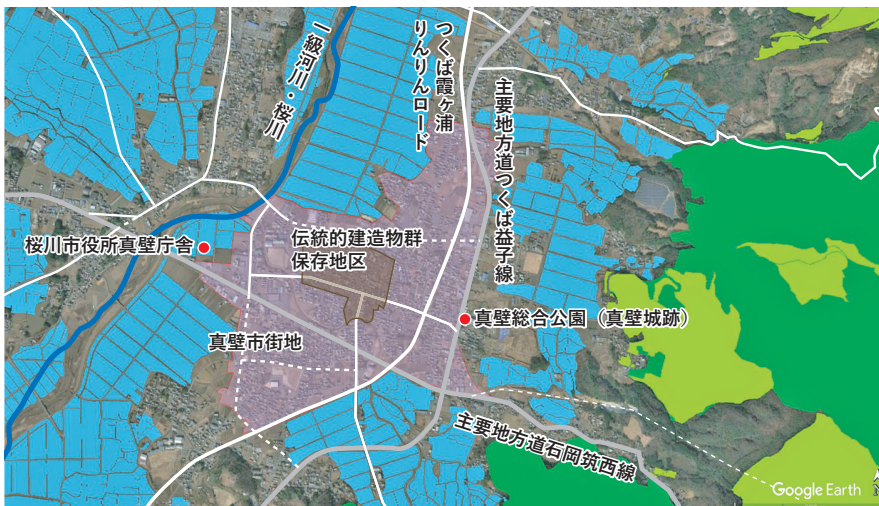 一級河川・桜川
つくば霞ヶ浦
りんりんロード
主要地方道つくば益子線
桜川市役所真壁庁舎
伝統的建造物群
保存地区
真壁総合公園（真壁城跡）
真壁市街地
主要地方道石岡筑西線
Google Earth
N